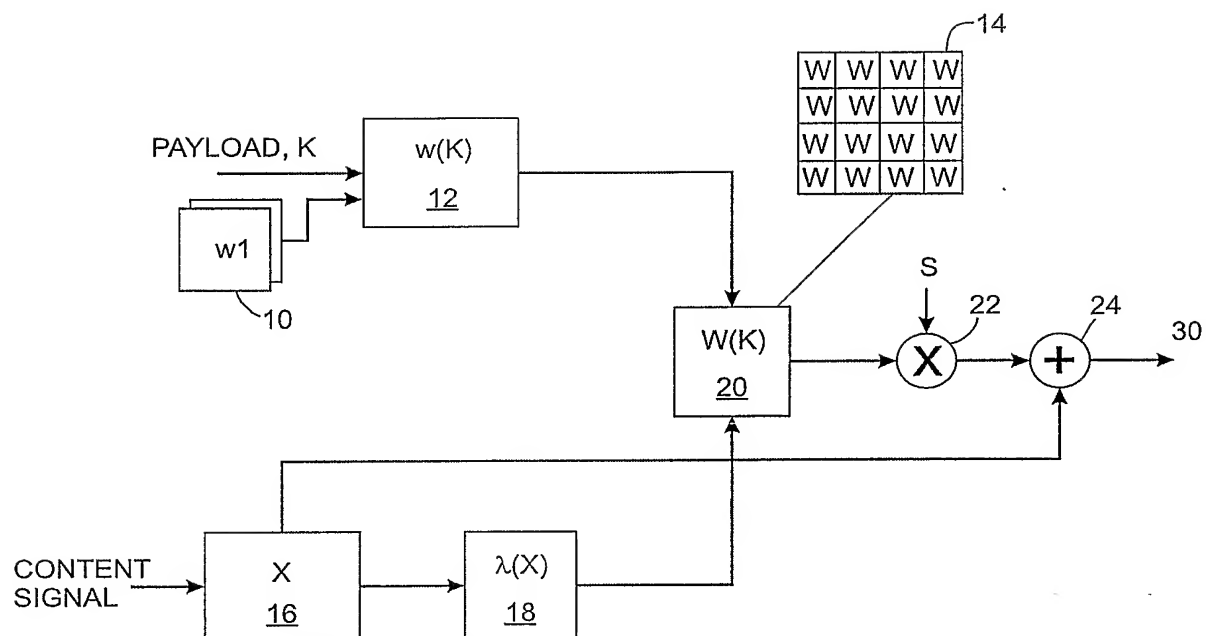 14
W W W W
W W W W
W W W W
W W W W
PAYLOAD, K
w(K)
12
w1
10
S
22
24
30
W(K)
20
X
+
CONTENT
SIGNAL
X
16
λ(X)
18